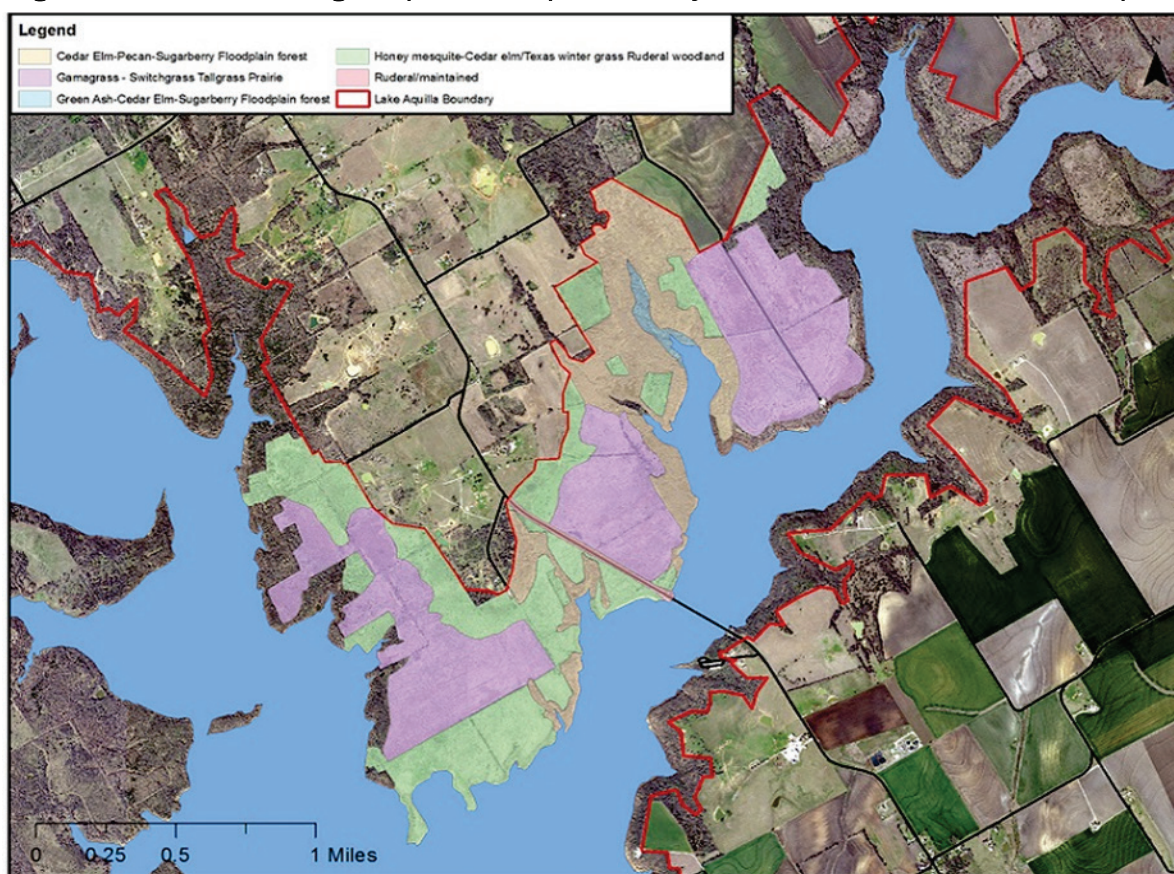 Legend
Cedar Elm-Pecan-Sugarberry Floodplain forest
Gamagrass - Switchgrass Tallgrass Prairie
Green Ash-Cedar Elm-Sugarberry Floodplain forest
Honey mesquite-Cedar elm/Texas winter grass Ruderal woodland
Ruderal/maintained
Lake Aquilla Boundary
0 0.25 0.5 1 Miles